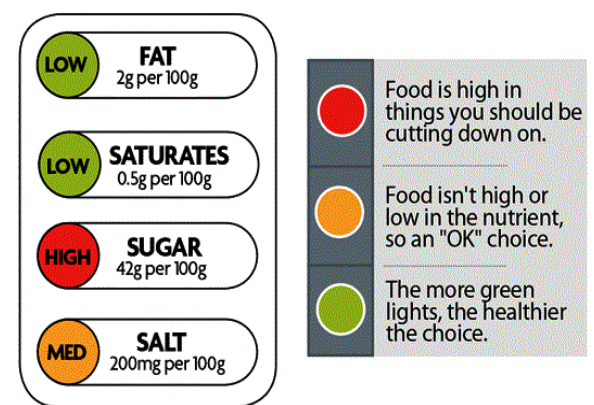 LOW
FAT
2g per 100g
LOW
SATURATES
0.5g per 100g
HIGH
SUGAR
42g per 100g
MED
SALT
200mg per 100g
Food is high in
things you should be
cutting down on.
Food isn't high or
low in the nutrient,
so an "OK" choice.
The more green
lights, the healthier
the choice.